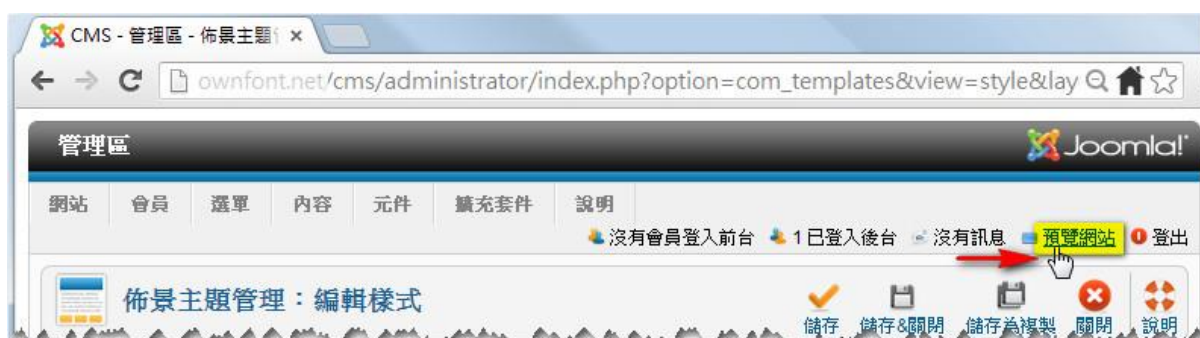 CMS - 管理區 - 佈景主題
ownfont.net/cms/administrator/index.php?option=com_templates&view=style&lay
管理區 Joomla!
網站 會員 選單 內容 元件 擴充套件 說明
沒有會員登入前台 1 已登入後台 沒有訊息 預覽網站 登出
佈景主題管理：編輯樣式
儲存 儲存&關閉 儲存為複製 關閉 說明